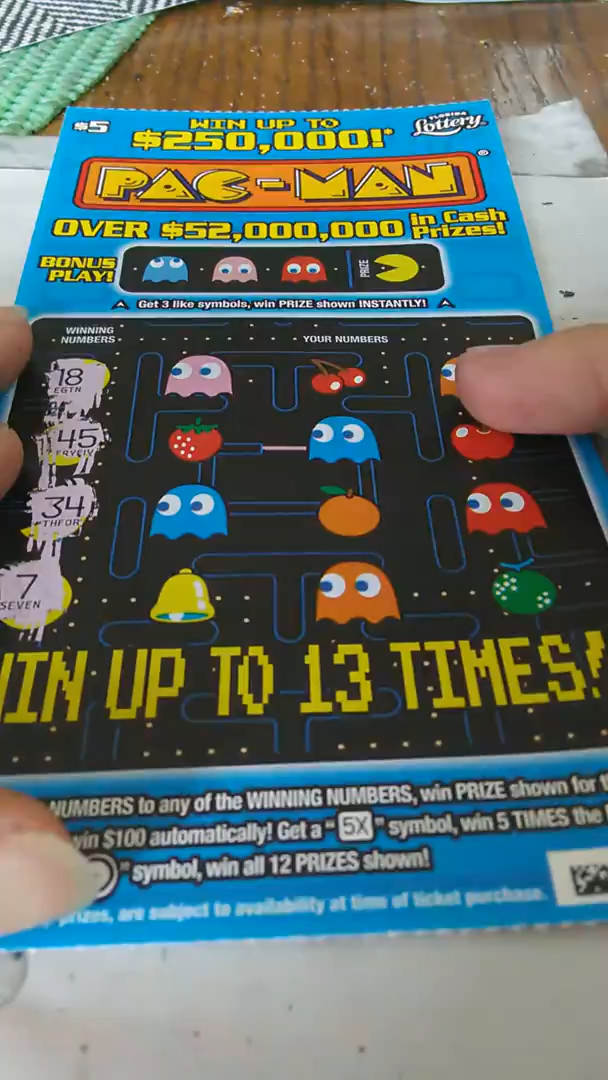 $5
WIN UP TO
$250,000!*
FLORIDA
Lottery
PAC-MAN®
OVER $52,000,000 in Cash Prizes!
BONUS PLAY!
PRIZE
Get 3 like symbols, win PRIZE shown INSTANTLY!
WINNING NUMBERS
YOUR NUMBERS
18
EGTN
45
34
THFOR
7
SEVEN
WIN UP TO 13 TIMES!
NUMBERS to any of the WINNING NUMBERS, win PRIZE shown for
win $100 automatically! Get a "5X" symbol, win 5 TIMES the
" symbol, win all 12 PRIZES shown!
prizes, are subject to availability at time of ticket purchase.